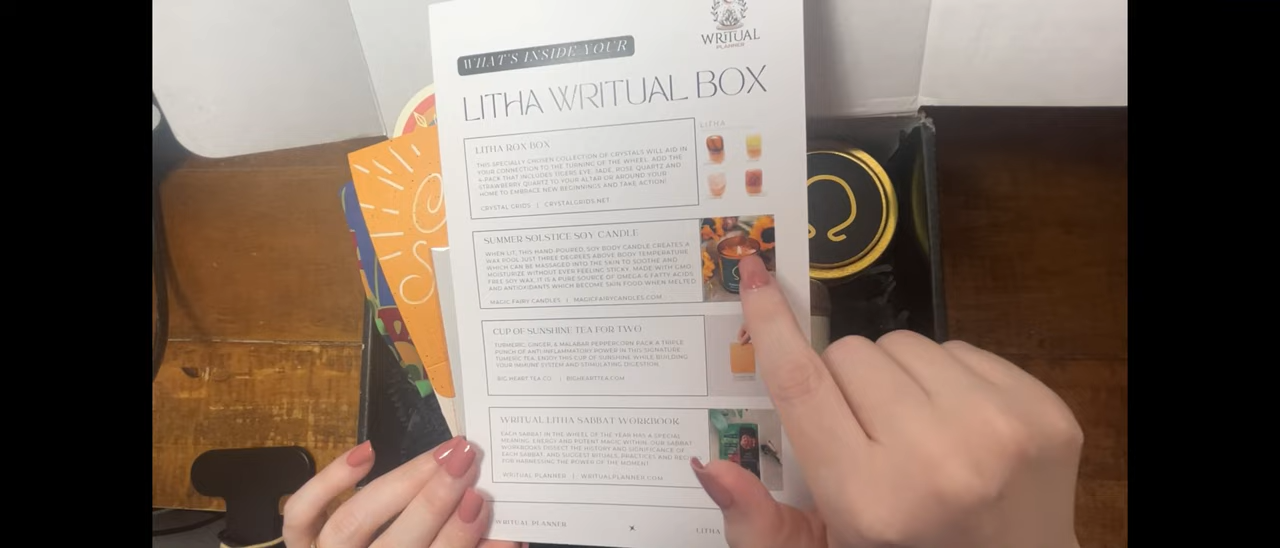 WRITUAL
PLANNER
WHAT'S INSIDE YOUR
LITHA WRITUAL BOX
LITHA
LITHA ROX BOX
THIS SPECIALLY CHOSEN COLLECTION OF CRYSTALS WILL AID IN
YOUR CONNECTION TO THE TURNING OF THE WHEEL. ADD THE
4-PACK THAT INCLUDES TIGERS EYE, JADE, ROSE QUARTZ AND
STRAWBERRY QUARTZ TO YOUR ALTAR OR AROUND YOUR
HOME TO EMBRACE NEW BEGINNINGS AND TAKE ACTION!
CRYSTAL GRIDS | CRYSTALGRIDS.NET
SUMMER SOLSTICE SOY CANDLE
WHEN LIT, THIS HAND-POURED, SOY BODY CANDLE CREATES A
WAX POOL JUST THREE DEGREES ABOVE BODY TEMPERATURE
WHICH CAN BE MASSAGED INTO THE SKIN TO SOOTHE AND
MOISTURIZE WITHOUT EVER FEELING STICKY. MADE WITH GMO
FREE SOY WAX, IT IS A PURE SOURCE OF OMEGA 6 FATTY ACIDS
AND ANTIOXIDANTS WHICH BECOME SKIN FOOD WHEN MELTED
MAGIC FAIRY CANDLES | MAGICFAIRYCANDLES.COM
CUP OF SUNSHINE TEA FOR TWO
TURMERIC, GINGER, & MALABAR PEPPERCORN PACK A TRIPLE
PUNCH OF ANTI-INFLAMMATORY POWER IN THIS SIGNATURE
TUMERIC TEA. ENJOY THIS CUP OF SUNSHINE WHILE BUILDING
YOUR IMMUNE SYSTEM AND STIMULATING DIGESTION
BIG HEART TEA CO | BIGHEARTTEA.COM
WRITUAL LITHA SABBAT WORKBOOK
EACH SABBAT IN THE WHEEL OF THE YEAR HAS A SPECIAL
MEANING, ENERGY AND POTENT MAGIC WITHIN. OUR SABBAT
WORKBOOKS DISSECT THE HISTORY AND SIGNIFICANCE OF
EACH SABBAT, AND SUGGEST RITUALS, PRACTICES AND
FOR HARNESSING THE POWER OF THE MOMENT
WRITUAL PLANNER | WRITUALPLANNER.COM
WRITUAL PLANNER
LITHA